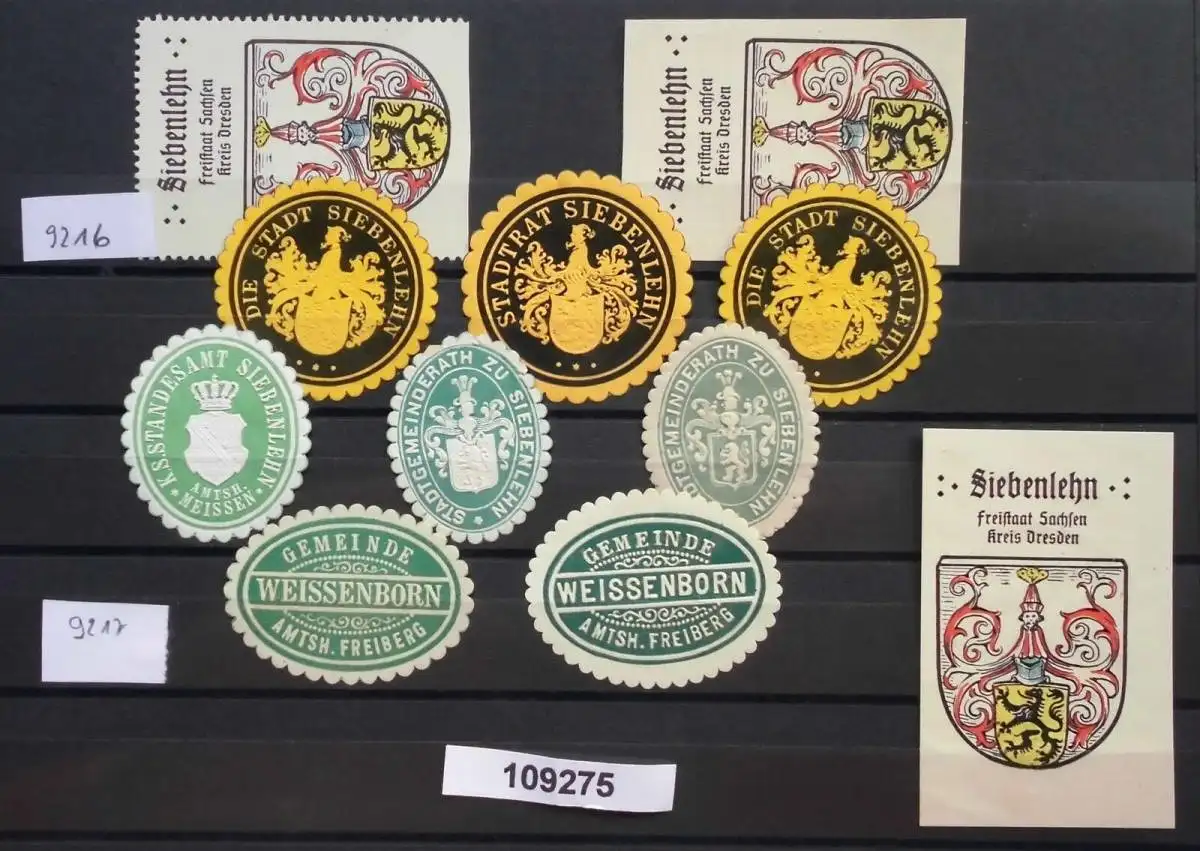 ∴ Siebenlehn ∴
Freistaat Sachsen
Kreis Dresden
∴ Siebenlehn ∴
Freistaat Sachsen
Kreis Dresden
9216
DIE STADT SIEBENLEHN
STADTRAT SIEBENLEHN
DIE STADT SIEBENLEHN
K.S. STANDESAMT SIEBENLEHN
AMTSH.
MEISSEN
STADTGEMEINDERATH ZU SIEBENLEHN
STADTGEMEINDERATH ZU SIEBENLEHN
:· Siebenlehn ·:
Freistaat Sachsen
Kreis Dresden
GEMEINDE
WEISSENBORN
AMTSH. FREIBERG
GEMEINDE
WEISSENBORN
AMTSH. FREIBERG
9217
109275